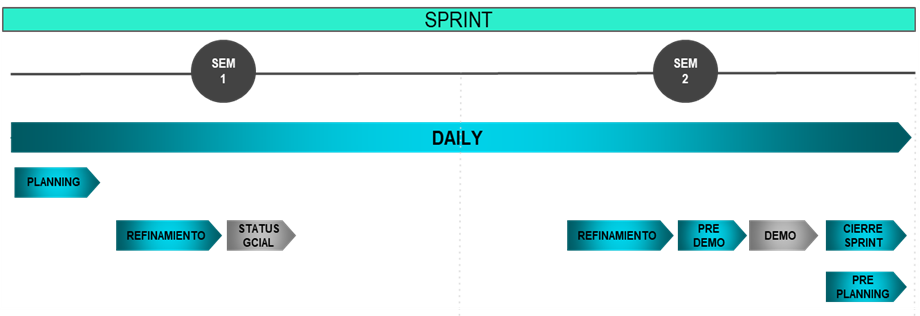 SPRINT
SEM
1
SEM
2
DAILY
PLANNING
REFINAMIENTO
STATUS
GCIAL
REFINAMIENTO
PRE
DEMO
DEMO
CIERRE
SPRINT
PRE
PLANNING